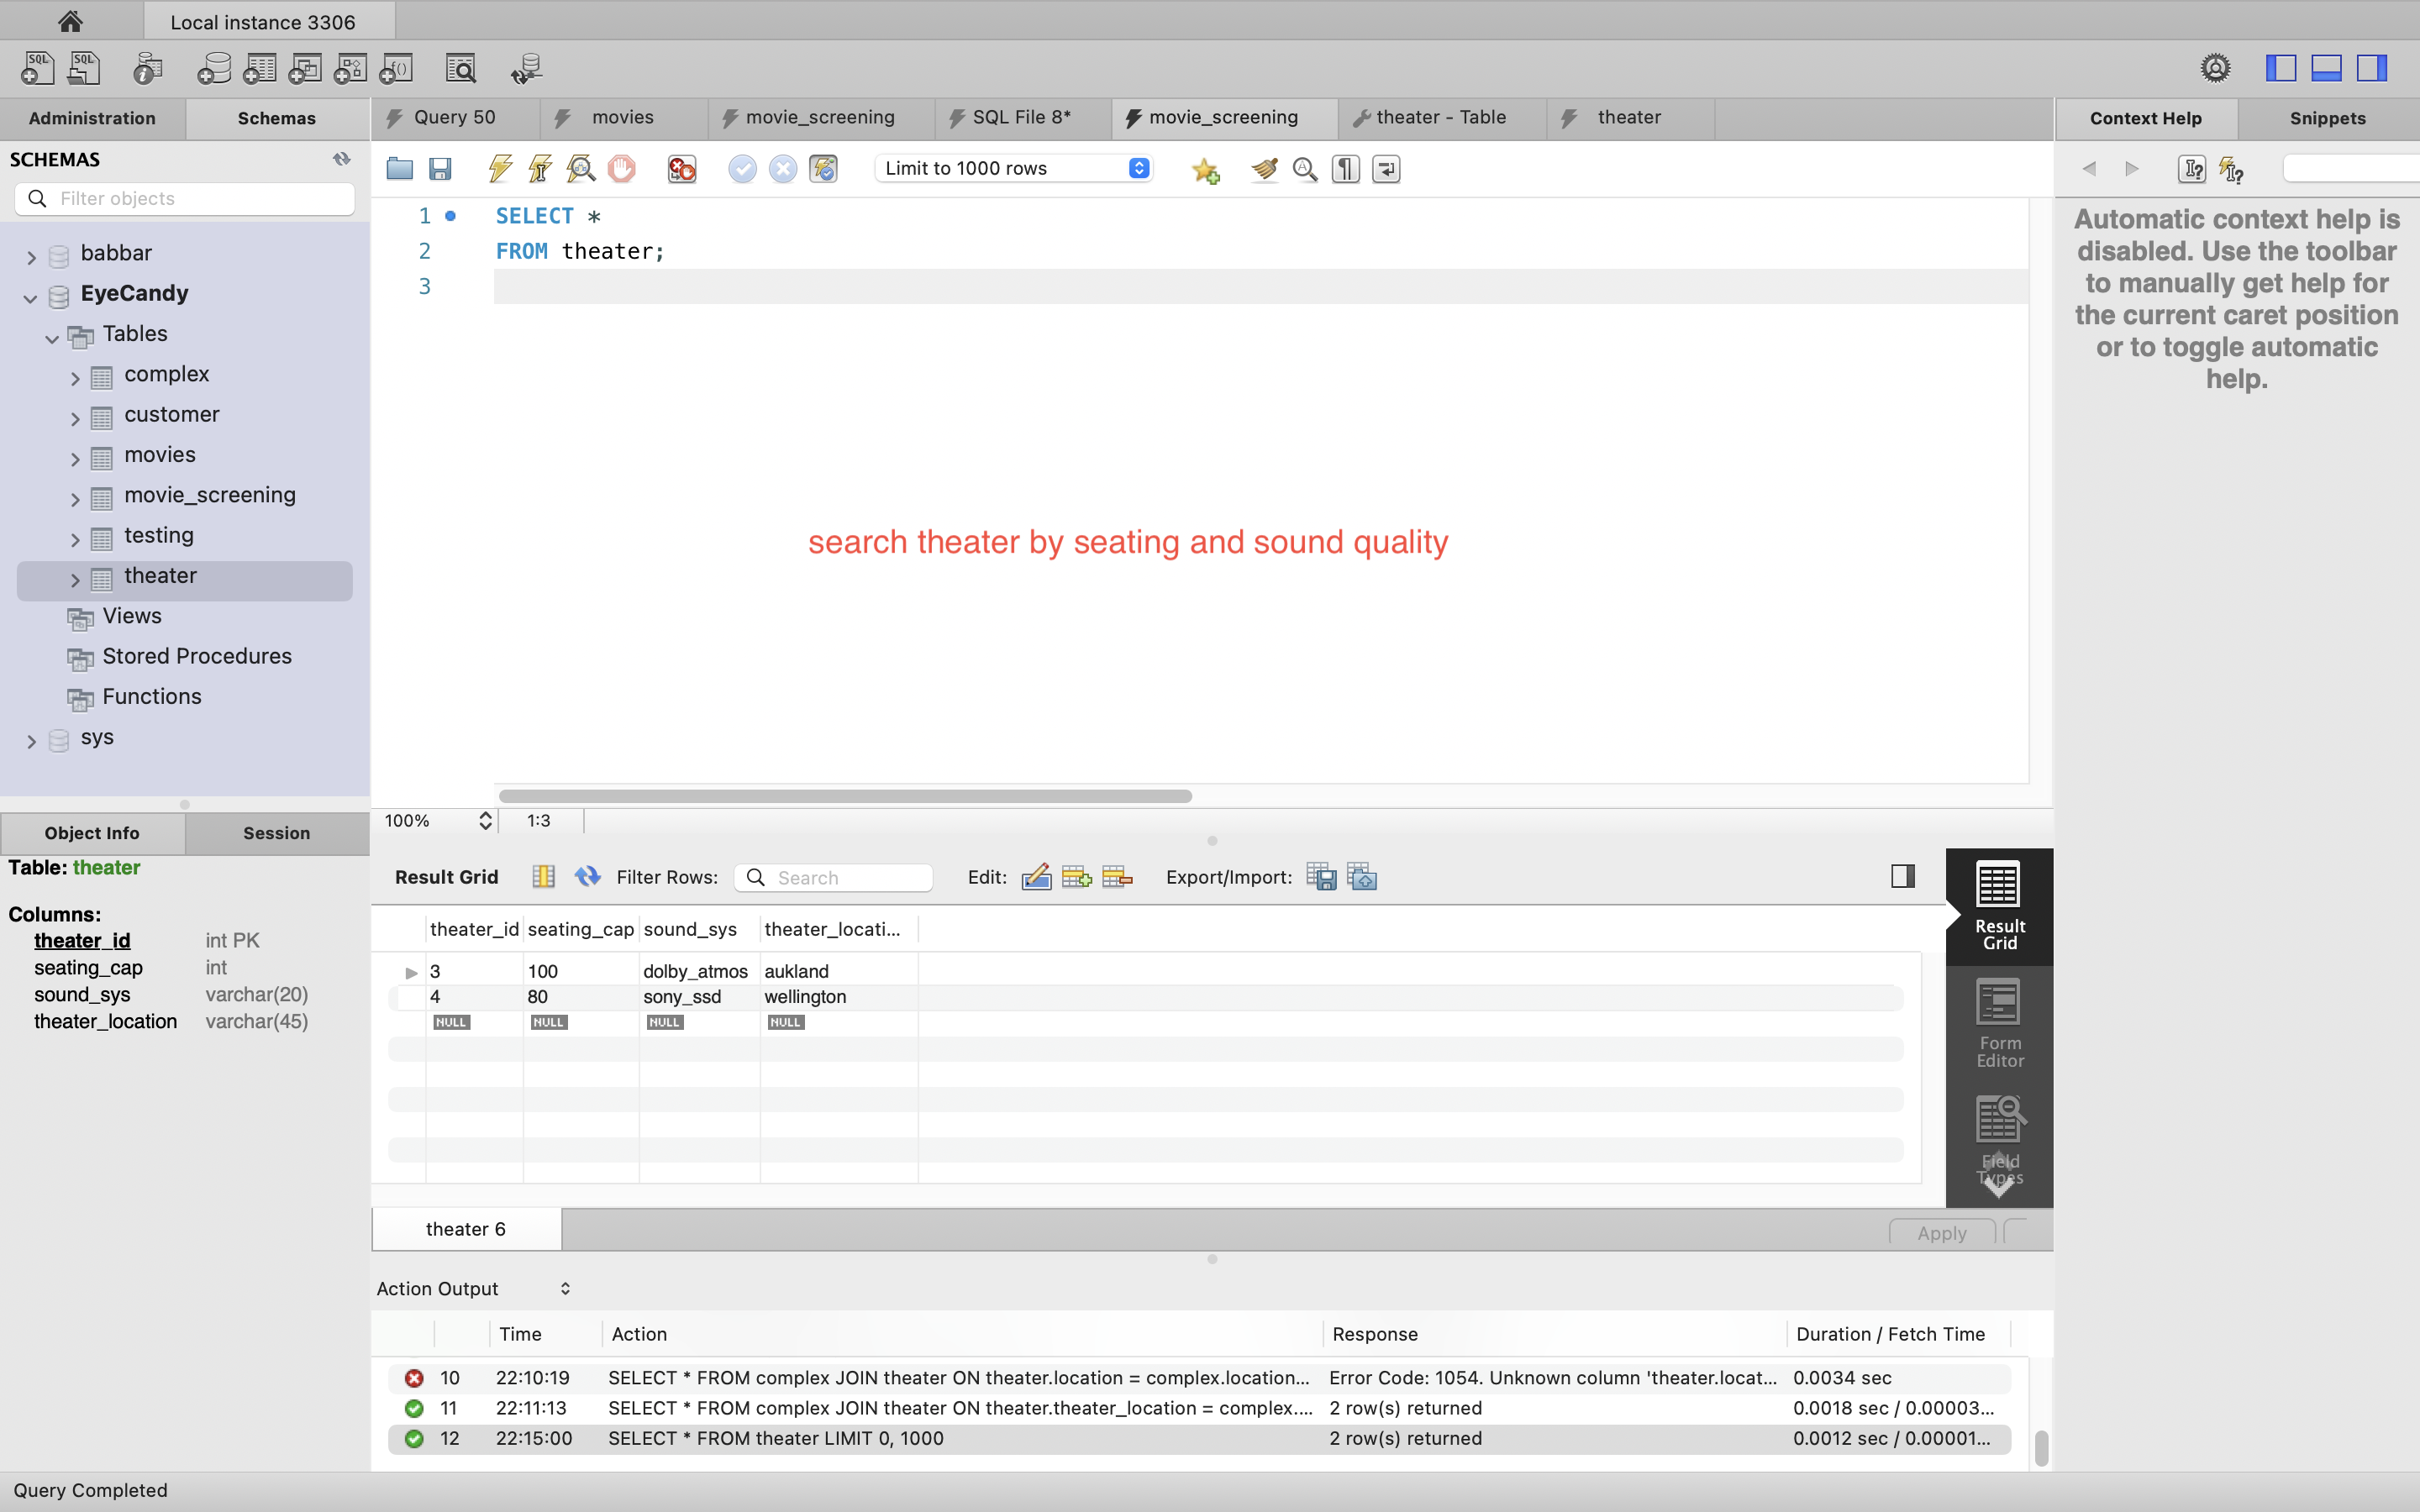 Local instance 3306
SQL SQL
Administration Schemas
Query 50 movies movie_screening SQL File 8* movie_screening theater - Table theater
Context Help Snippets
SCHEMAS
Filter objects
Limit to 1000 rows
1 SELECT *
2 FROM theater;
3
Automatic context help is
disabled. Use the toolbar
to manually get help for
the current caret position
or to toggle automatic
help.
babbar
EyeCandy
Tables
complex
customer
movies
movie_screening
testing
theater
Views
Stored Procedures
Functions
sys
search theater by seating and sound quality
100% 1:3
Object Info Session
Table: theater
Columns:
theater_id int PK
seating_cap int
sound_sys varchar(20)
theater_location varchar(45)
Result Grid Filter Rows: Search Edit: Export/Import:
theater_id seating_cap sound_sys theater_locati...
3 100 dolby_atmos aukland
4 80 sony_ssd wellington
NULL NULL NULL NULL
Result
Grid
Form
Editor
Field
Types
theater 6
Apply
Action Output
Time Action Response Duration / Fetch Time
10 22:10:19 SELECT * FROM complex JOIN theater ON theater.location = complex.location... Error Code: 1054. Unknown column 'theater.locat... 0.0034 sec
11 22:11:13 SELECT * FROM complex JOIN theater ON theater.theater_location = complex.... 2 row(s) returned 0.0018 sec / 0.00003...
12 22:15:00 SELECT * FROM theater LIMIT 0, 1000 2 row(s) returned 0.0012 sec / 0.00001...
Query Completed